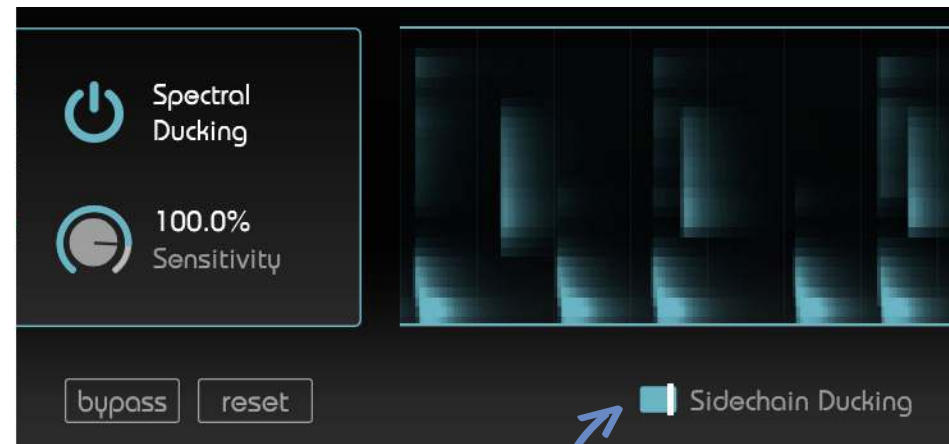 Spectral
Ducking
100.0%
Sensitivity
bypass
reset
Sidechain Ducking